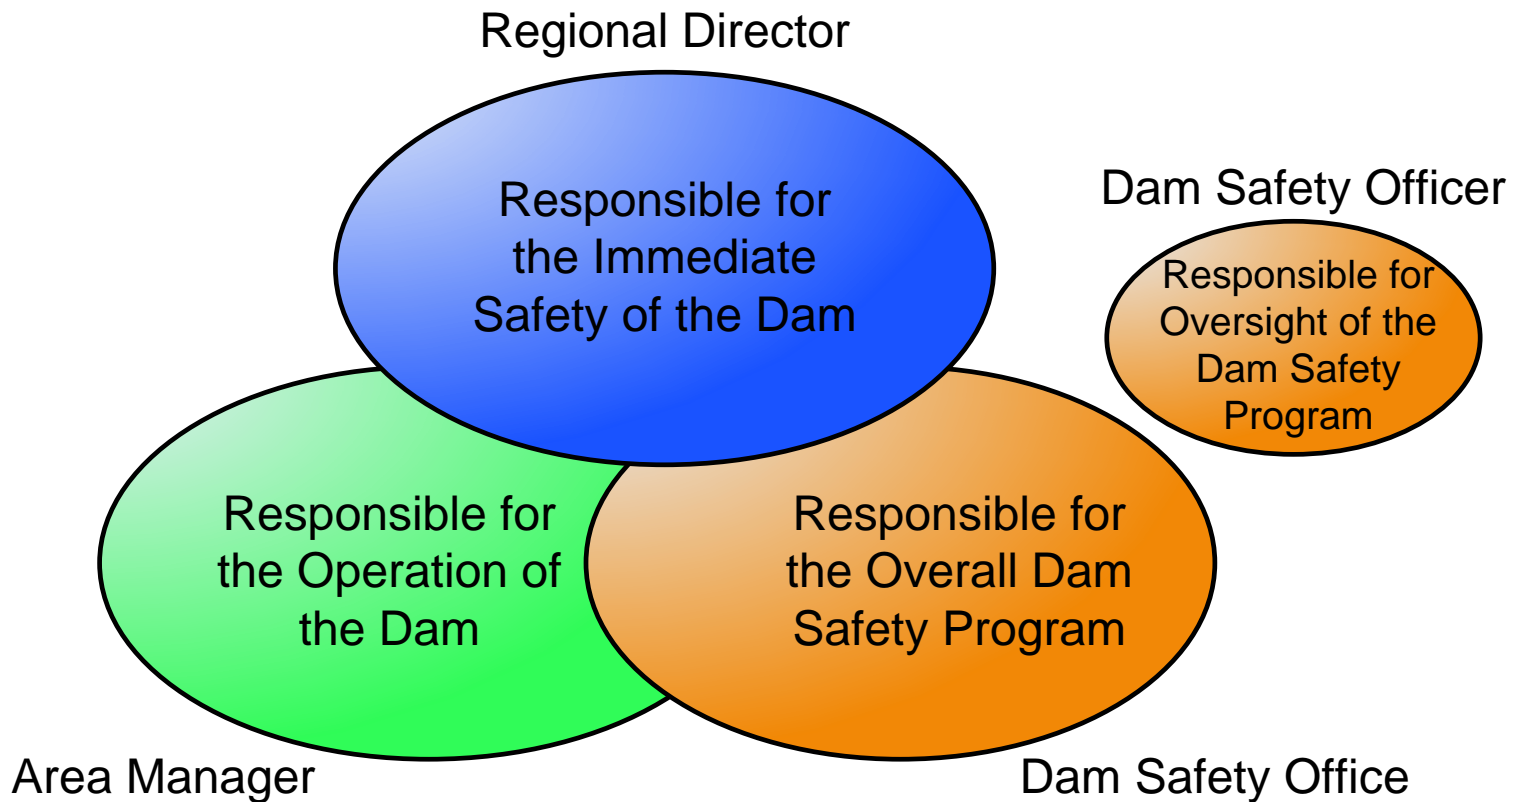 Regional Director
Responsible for
the Immediate
Safety of the Dam
Dam Safety Officer
Responsible for
Oversight of the
Dam Safety
Program
Responsible for
the Operation of
the Dam
Area Manager
Responsible for
the Overall Dam
Safety Program
Dam Safety Office